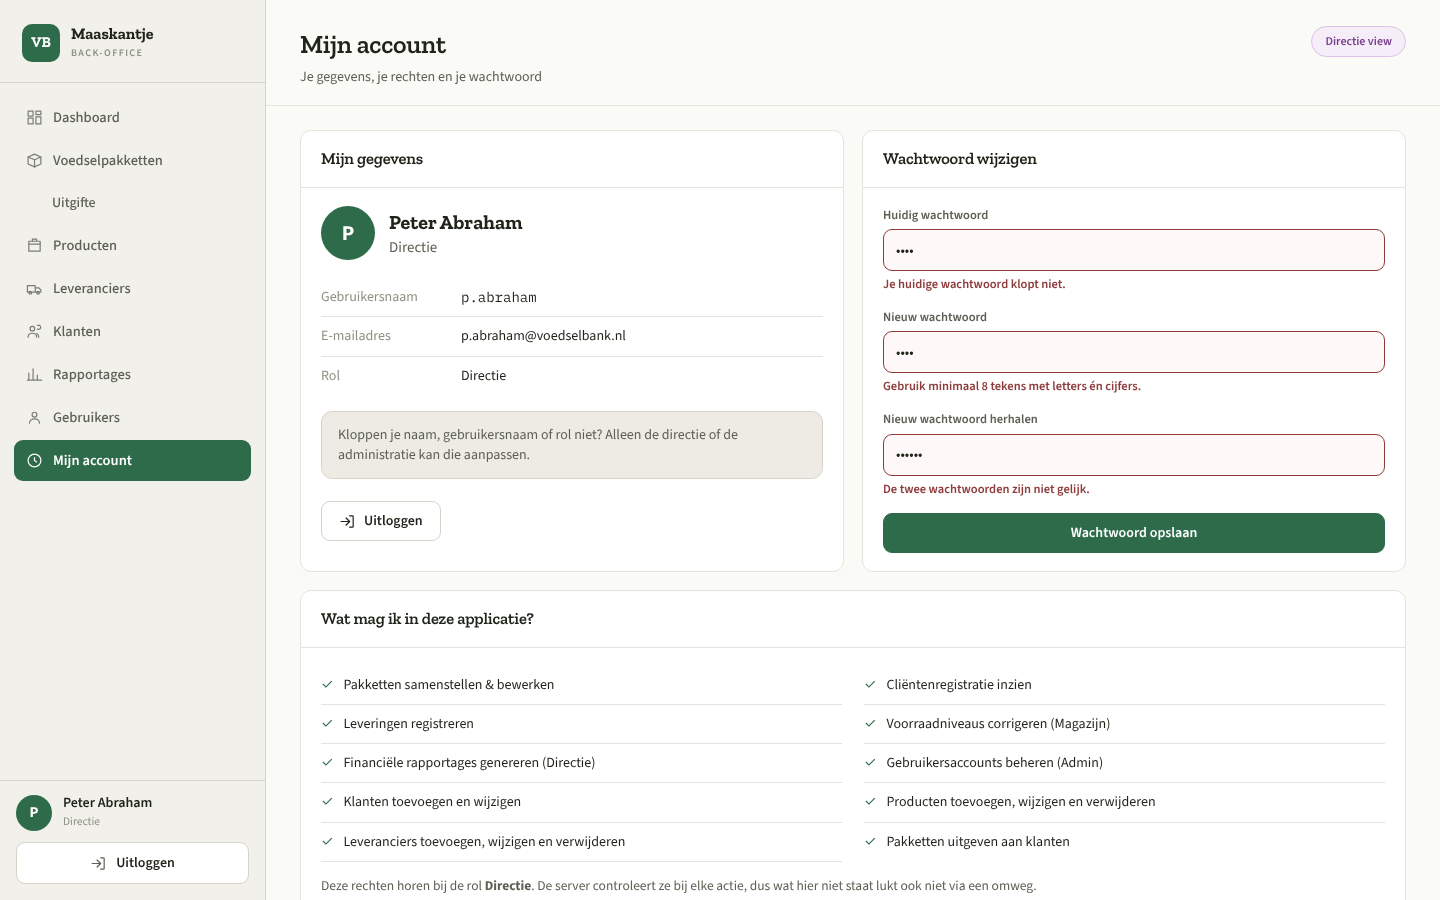 VB
Maaskantje
BACK-OFFICE
Dashboard
Voedselpakketten
Uitgifte
Producten
Leveranciers
Klanten
Rapportages
Gebruikers
Mijn account
P
Peter Abraham
Directie
Uitloggen
Mijn account
Je gegevens, je rechten en je wachtwoord
Directie view
Mijn gegevens
P
Peter Abraham
Directie
Gebruikersnaam p.abraham
E-mailadres p.abraham@voedselbank.nl
Rol Directie
Kloppen je naam, gebruikersnaam of rol niet? Alleen de directie of de
administratie kan die aanpassen.
Uitloggen
Wachtwoord wijzigen
Huidig wachtwoord
••••
Je huidige wachtwoord klopt niet.
Nieuw wachtwoord
••••
Gebruik minimaal 8 tekens met letters én cijfers.
Nieuw wachtwoord herhalen
••••••
De twee wachtwoorden zijn niet gelijk.
Wachtwoord opslaan
Wat mag ik in deze applicatie?
Pakketten samenstellen & bewerken
Cliëntenregistratie inzien
Leveringen registreren
Voorraadniveaus corrigeren (Magazijn)
Financiële rapportages genereren (Directie)
Gebruikersaccounts beheren (Admin)
Klanten toevoegen en wijzigen
Producten toevoegen, wijzigen en verwijderen
Leveranciers toevoegen, wijzigen en verwijderen
Pakketten uitgeven aan klanten
Deze rechten horen bij de rol Directie. De server controleert ze bij elke actie, dus wat hier niet staat lukt ook niet via een omweg.